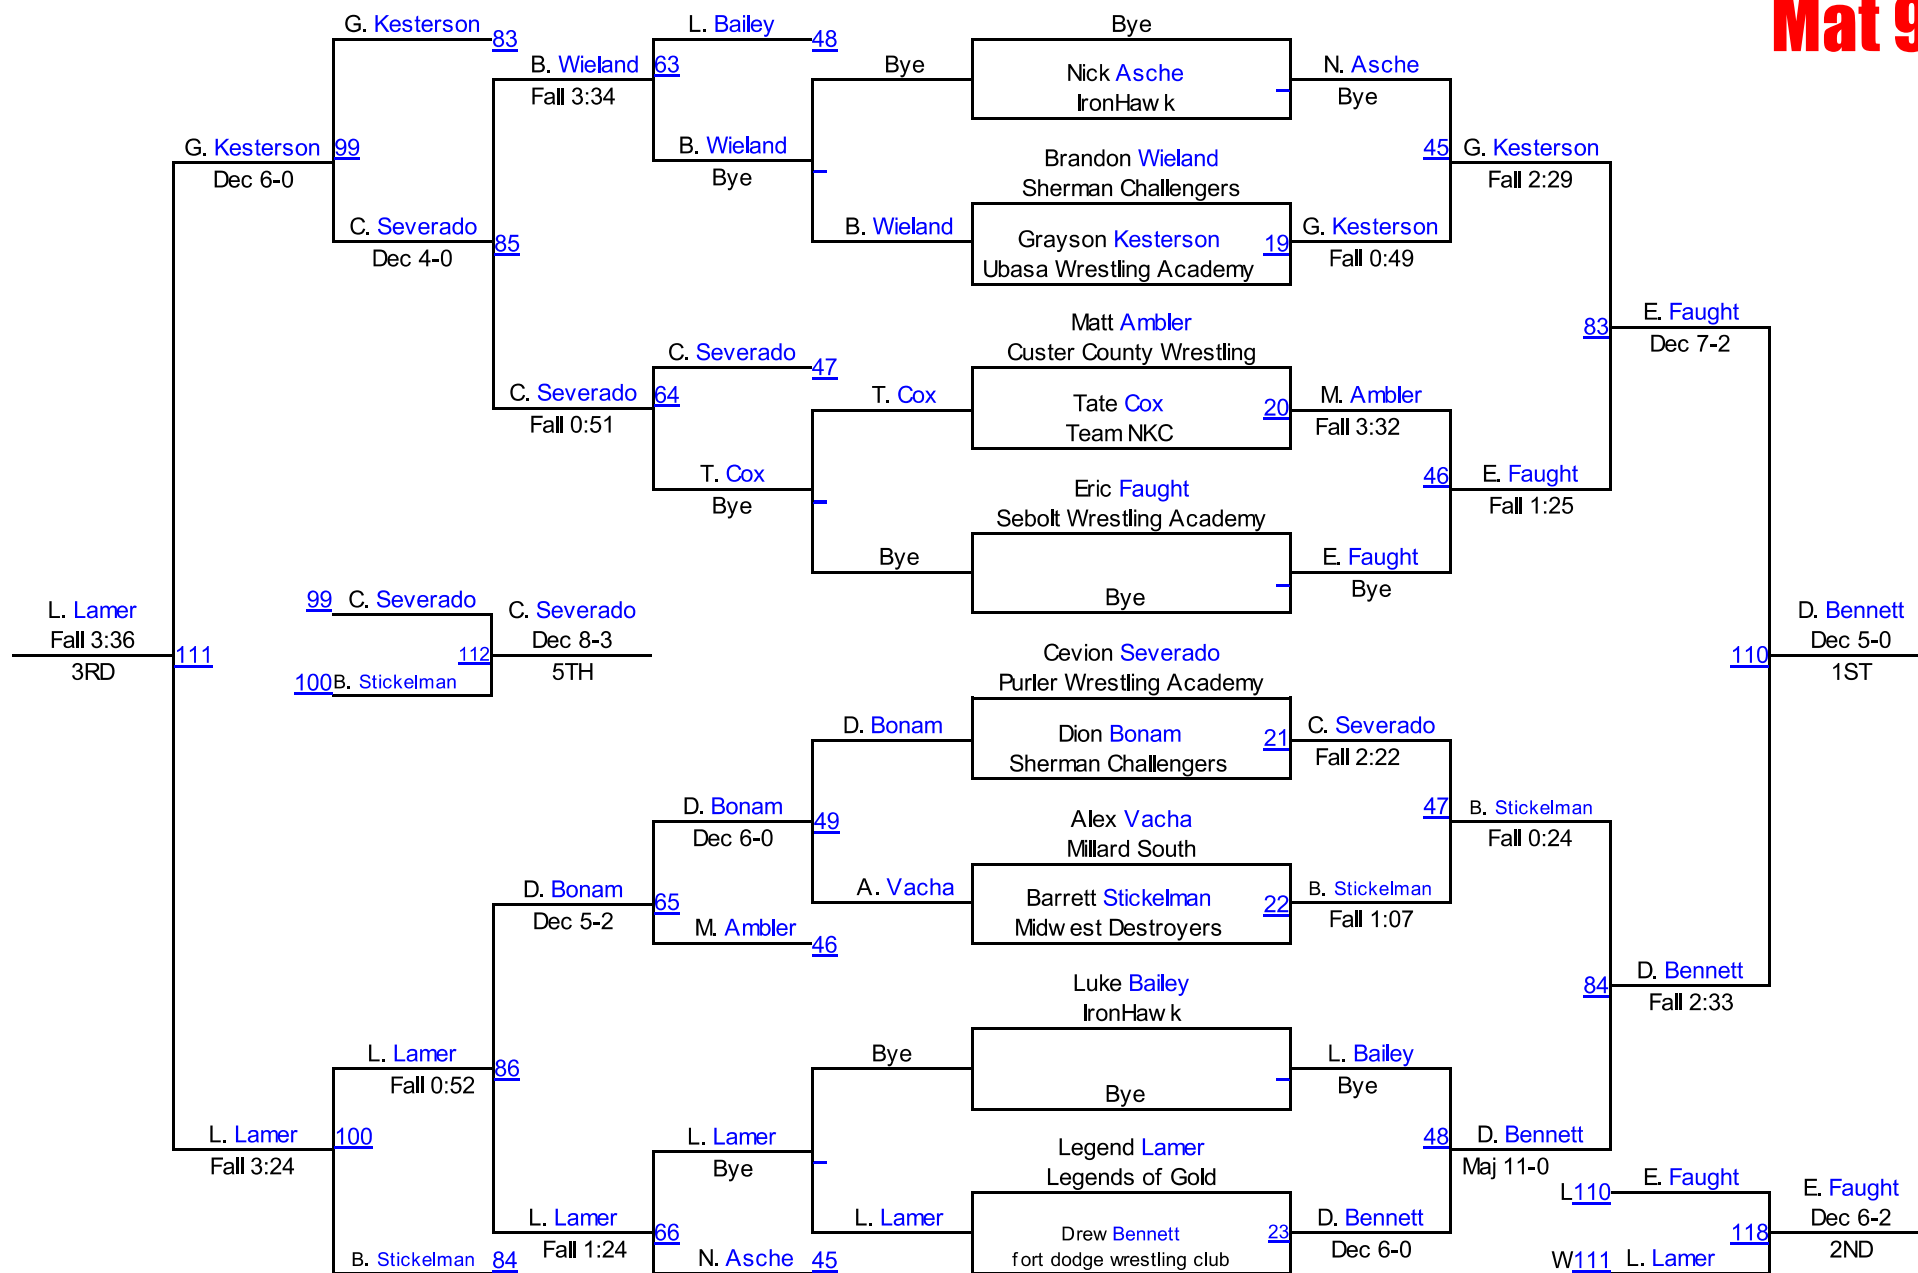 Mat 9
G. Kesterson 83
L. Bailey 48
Bye
B. Wieland 63
Fall 3:34
Bye
Nick Asche
IronHawk
N. Asche
Bye
G. Kesterson 99
Dec 6-0
B. Wieland
Bye
Brandon Wieland
Sherman Challengers
45 G. Kesterson
Fall 2:29
C. Severado 85
Dec 4-0
B. Wieland
Grayson Kesterson 19
Ubasa Wrestling Academy
G. Kesterson
Fall 0:49
Matt Ambler
Custer County Wrestling
83 E. Faught
Dec 7-2
C. Severado 47
C. Severado 64
Fall 0:51
T. Cox
Tate Cox 20
Team NKC
M. Ambler
Fall 3:32
T. Cox
Bye
Eric Faught
Sebolt Wrestling Academy
46 E. Faught
Fall 1:25
Bye
Bye
E. Faught
Bye
L. Lamer
Fall 3:36
3RD
111
99 C. Severado
112
100 B. Stickelman
C. Severado
Dec 8-3
5TH
Cevion Severado
Purler Wrestling Academy
110
D. Bennett
Dec 5-0
1ST
D. Bonam
Dion Bonam 21
Sherman Challengers
C. Severado
Fall 2:22
D. Bonam 49
Dec 6-0
Alex Vacha
Millard South
47 B. Stickelman
Fall 0:24
D. Bonam 65
Dec 5-2
A. Vacha
Barrett Stickelman 22
Midwest Destroyers
B. Stickelman
Fall 1:07
M. Ambler 46
Luke Bailey
IronHawk
84 D. Bennett
Fall 2:33
L. Lamer 86
Fall 0:52
Bye
Bye
L. Bailey
Bye
L. Lamer 100
Fall 3:24
L. Lamer
Bye
Legend Lamer
Legends of Gold
48 D. Bennett
Maj 11-0
L110 E. Faught
L. Lamer 66
Fall 1:24
L. Lamer
Drew Bennett 23
fort dodge wrestling club
D. Bennett
Dec 6-0
118
E. Faught
Dec 6-2
2ND
B. Stickelman 84
N. Asche 45
W111 L. Lamer